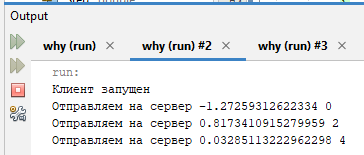 Output
why (run) × why (run) #2 × why (run) #3 ×
run:
Клиент запущен
Отправляем на сервер -1.27259312622334 0
Отправляем на сервер 0.8173410915279959 2
Отправляем на сервер 0.03285113222962298 4